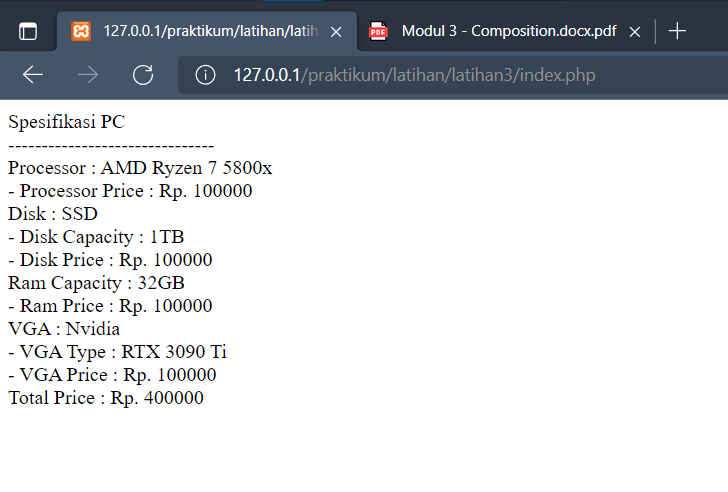 127.0.0.1/praktikum/latihan/latih
PDF
Modul 3 - Composition.docx.pdf
127.0.0.1/praktikum/latihan/latihan3/index.php
Spesifikasi PC
-------------------------------
Processor : AMD Ryzen 7 5800x
- Processor Price : Rp. 100000
Disk : SSD
- Disk Capacity : 1TB
- Disk Price : Rp. 100000
Ram Capacity : 32GB
- Ram Price : Rp. 100000
VGA : Nvidia
- VGA Type : RTX 3090 Ti
- VGA Price : Rp. 100000
Total Price : Rp. 400000